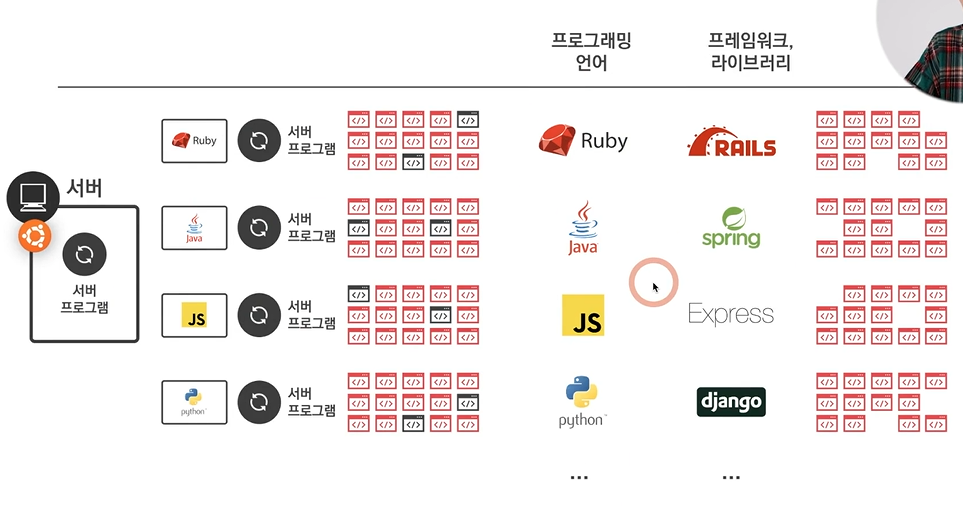 프로그래밍
언어
프레임워크,
라이브러리
Ruby
서버
프로그램
Ruby
RAILS
서버
서버
프로그램
Java
서버
프로그램
Java
spring
JS
서버
프로그램
JS
Express
python
서버
프로그램
python
django
...
...